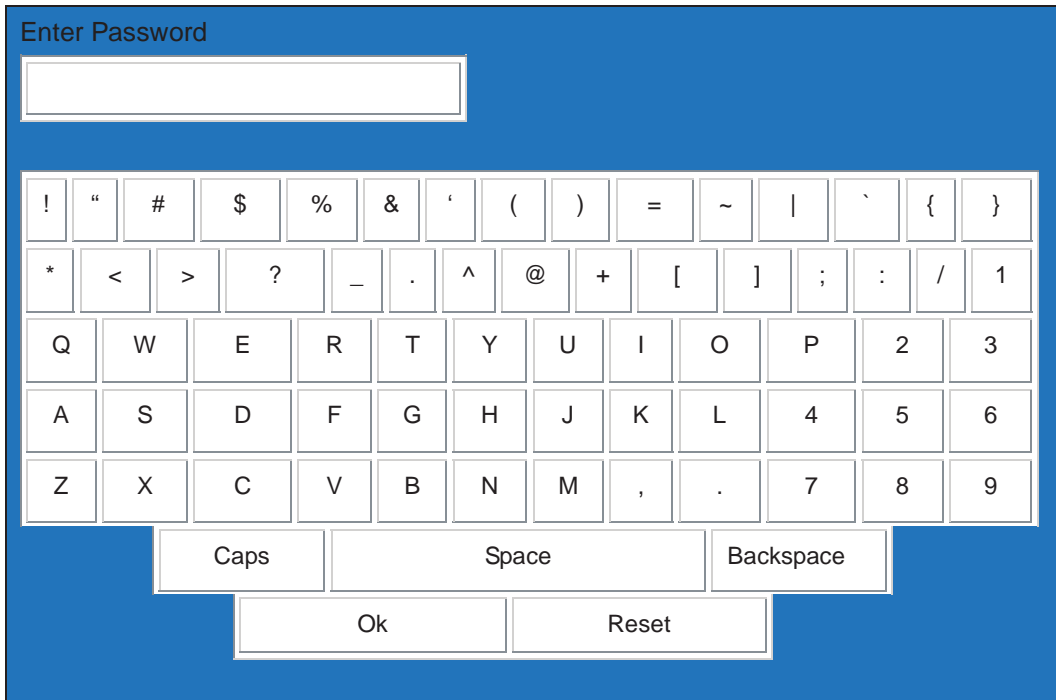 Enter Password
! “ # $ % & ‘ ( ) = ~ | ` { }
* < > ? _ . ^ @ + [ ] ; : / 1
Q W E R T Y U I O P 2 3
A S D F G H J K L 4 5 6
Z X C V B N M , . 7 8 9
Caps Space Backspace
Ok Reset